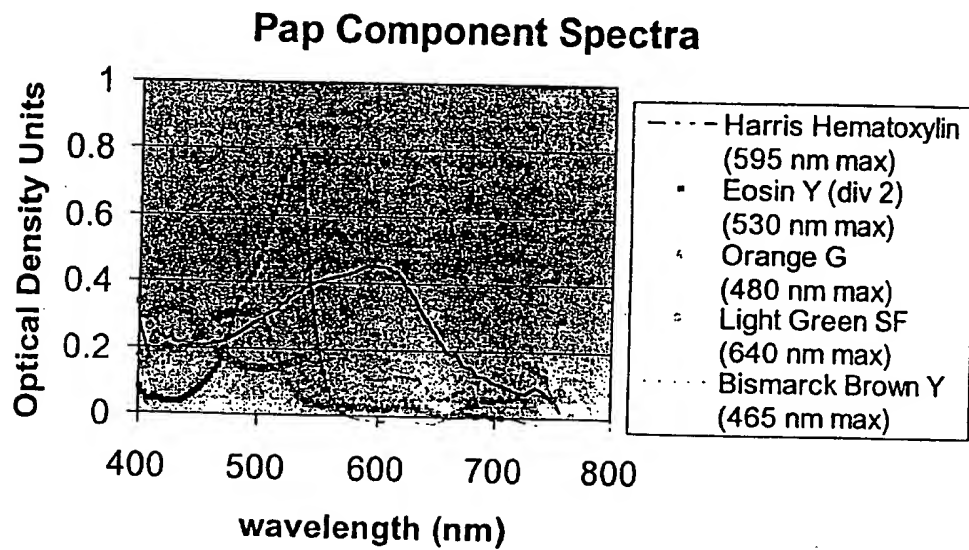 Pap Component Spectra
Optical Density Units
1
0.8
0.6
0.4
0.2
0
400
500
600
700
800
wavelength (nm)
Harris Hematoxylin
(595 nm max)
Eosin Y (div 2)
(530 nm max)
Orange G
(480 nm max)
Light Green SF
(640 nm max)
Bismarck Brown Y
(465 nm max)